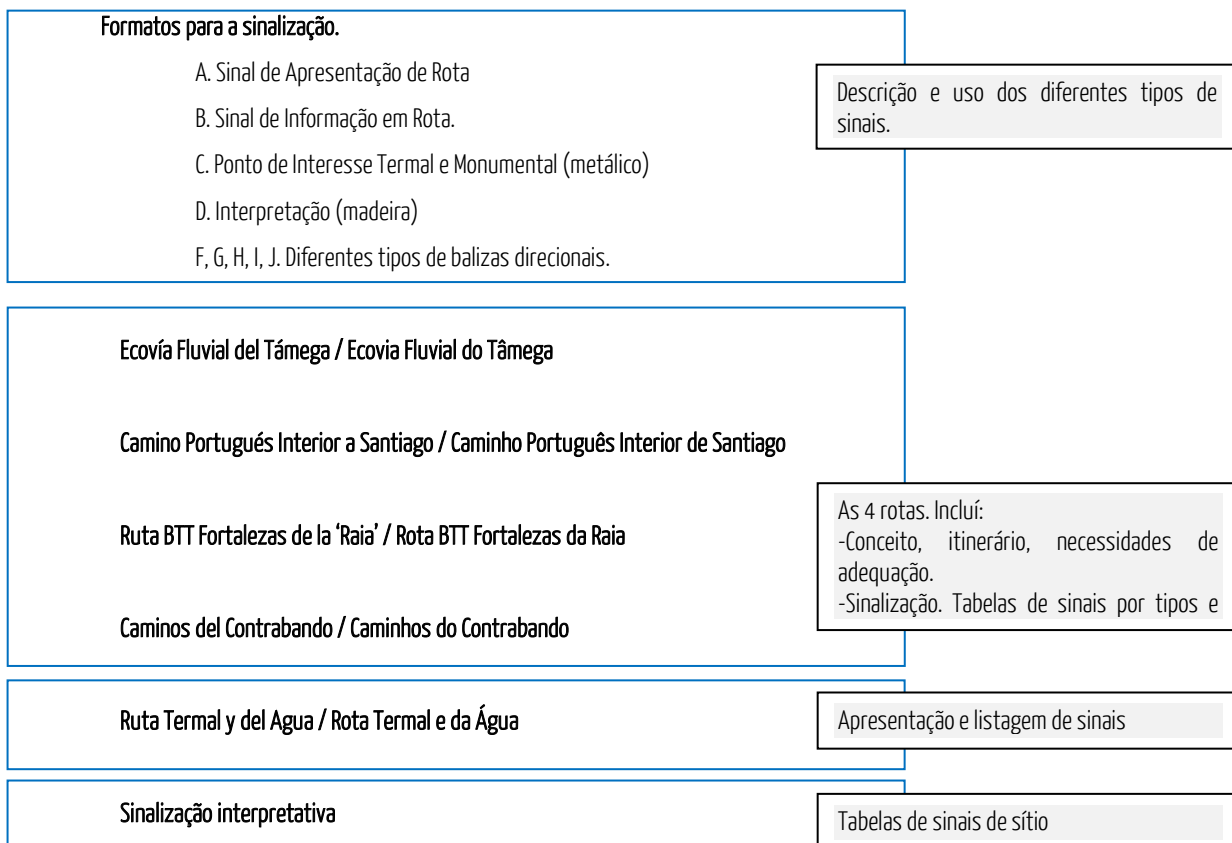 Formatos para a sinalização.
A. Sinal de Apresentação de Rota
B. Sinal de Informação em Rota.
C. Ponto de Interesse Termal e Monumental (metálico)
D. Interpretação (madeira)
F, G, H, I, J. Diferentes tipos de balizas direcionais.
Descrição e uso dos diferentes tipos de
sinais.
Ecovía Fluvial del Támega / Ecovia Fluvial do Tâmega
Camino Portugués Interior a Santiago / Caminho Português Interior de Santiago
Ruta BTT Fortalezas de la ‘Raia’ / Rota BTT Fortalezas da Raia
Caminos del Contrabando / Caminhos do Contrabando
As 4 rotas. Incluí:
-Conceito, itinerário, necessidades de
adequação.
-Sinalização. Tabelas de sinais por tipos e
Ruta Termal y del Agua / Rota Termal e da Água
Apresentação e listagem de sinais
Sinalização interpretativa
Tabelas de sinais de sítio